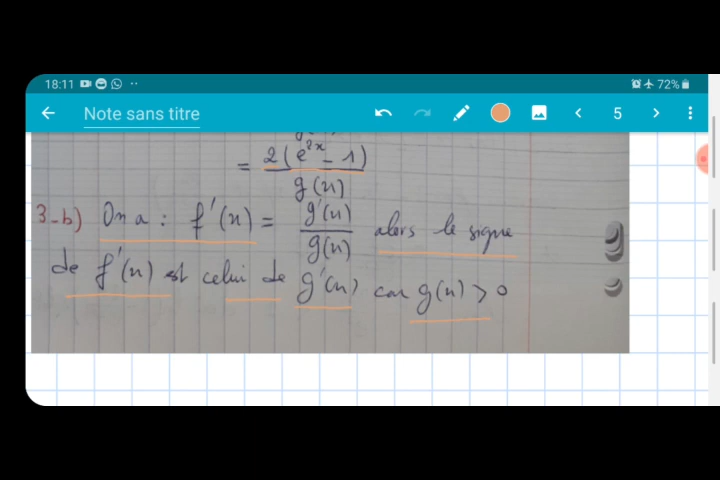 18:11 72%
Note sans titre 5
= 2(e^2x - 1)
g(x)
3-b) On a : f'(x) = g'(x) alors le signe
g(x)
de f'(x) est celui de g'(x) car g(x) > 0